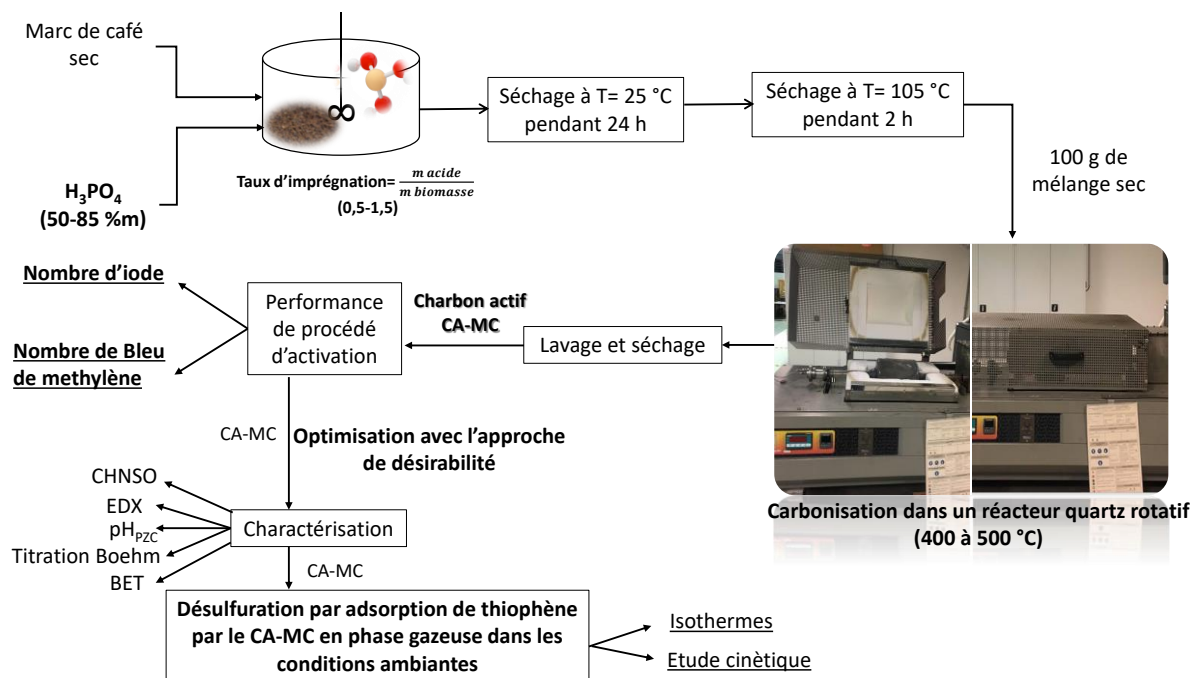 Marc de café
sec
H₃PO₄
(50-85 %m)
∞
Taux d’imprégnation= m acide / m biomasse
(0,5-1,5)
Séchage à T= 25 °C
pendant 24 h
Séchage à T= 105 °C
pendant 2 h
100 g de
mélange sec
Carbonisation dans un réacteur quartz rotatif
(400 à 500 °C)
Lavage et séchage
Charbon actif
CA-MC
Performance
de procédé
d’activation
Nombre d’iode
Nombre de Bleu
de methylène
CA-MC
Optimisation avec l’approche
de désirabilité
Charactérisation
CHNSO
EDX
pH_PZC
Titration Boehm
BET
CA-MC
Désulfuration par adsorption de thiophène
par le CA-MC en phase gazeuse dans les
conditions ambiantes
Isothermes
Etude cinètique